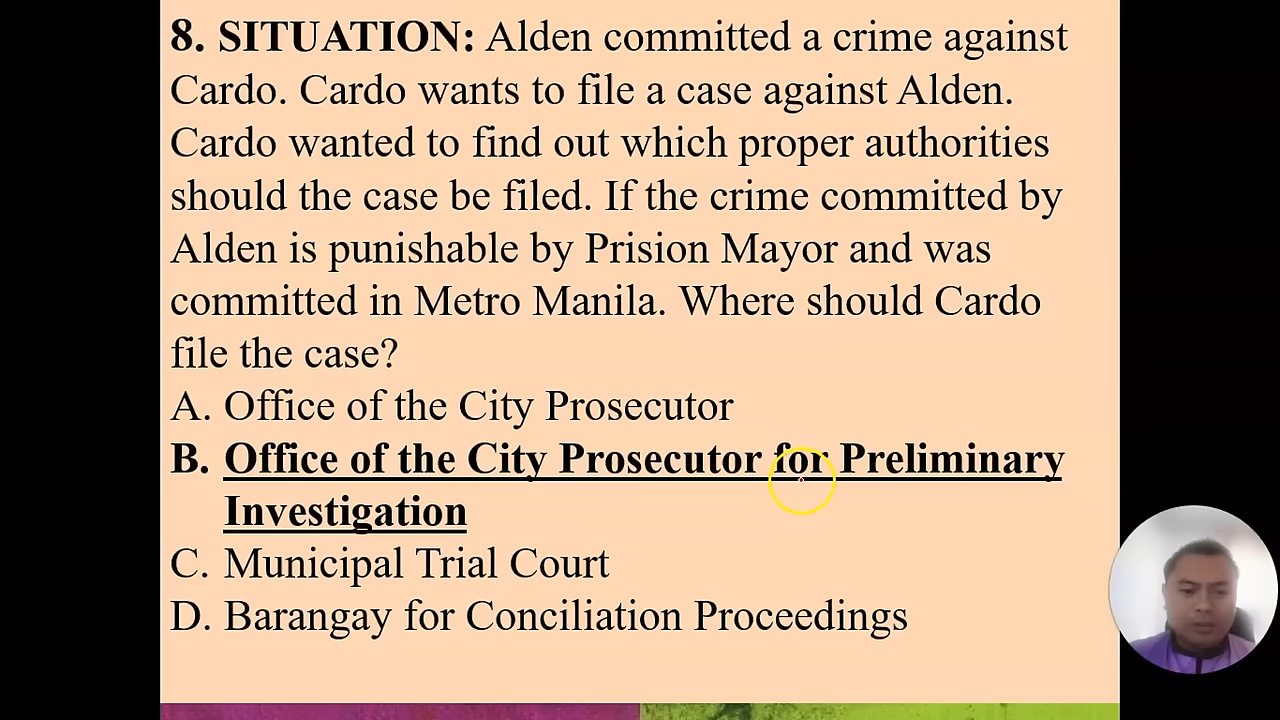 8. SITUATION: Alden committed a crime against
Cardo. Cardo wants to file a case against Alden.
Cardo wanted to find out which proper authorities
should the case be filed. If the crime committed by
Alden is punishable by Prision Mayor and was
committed in Metro Manila. Where should Cardo
file the case?
A. Office of the City Prosecutor
B. Office of the City Prosecutor for Preliminary
Investigation
C. Municipal Trial Court
D. Barangay for Conciliation Proceedings